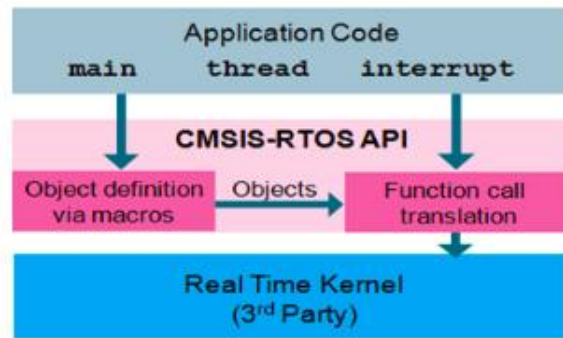 Application Code
main thread interrupt
CMSIS-RTOS API
Object definition
via macros
Objects
Function call
translation
Real Time Kernel
(3rd Party)